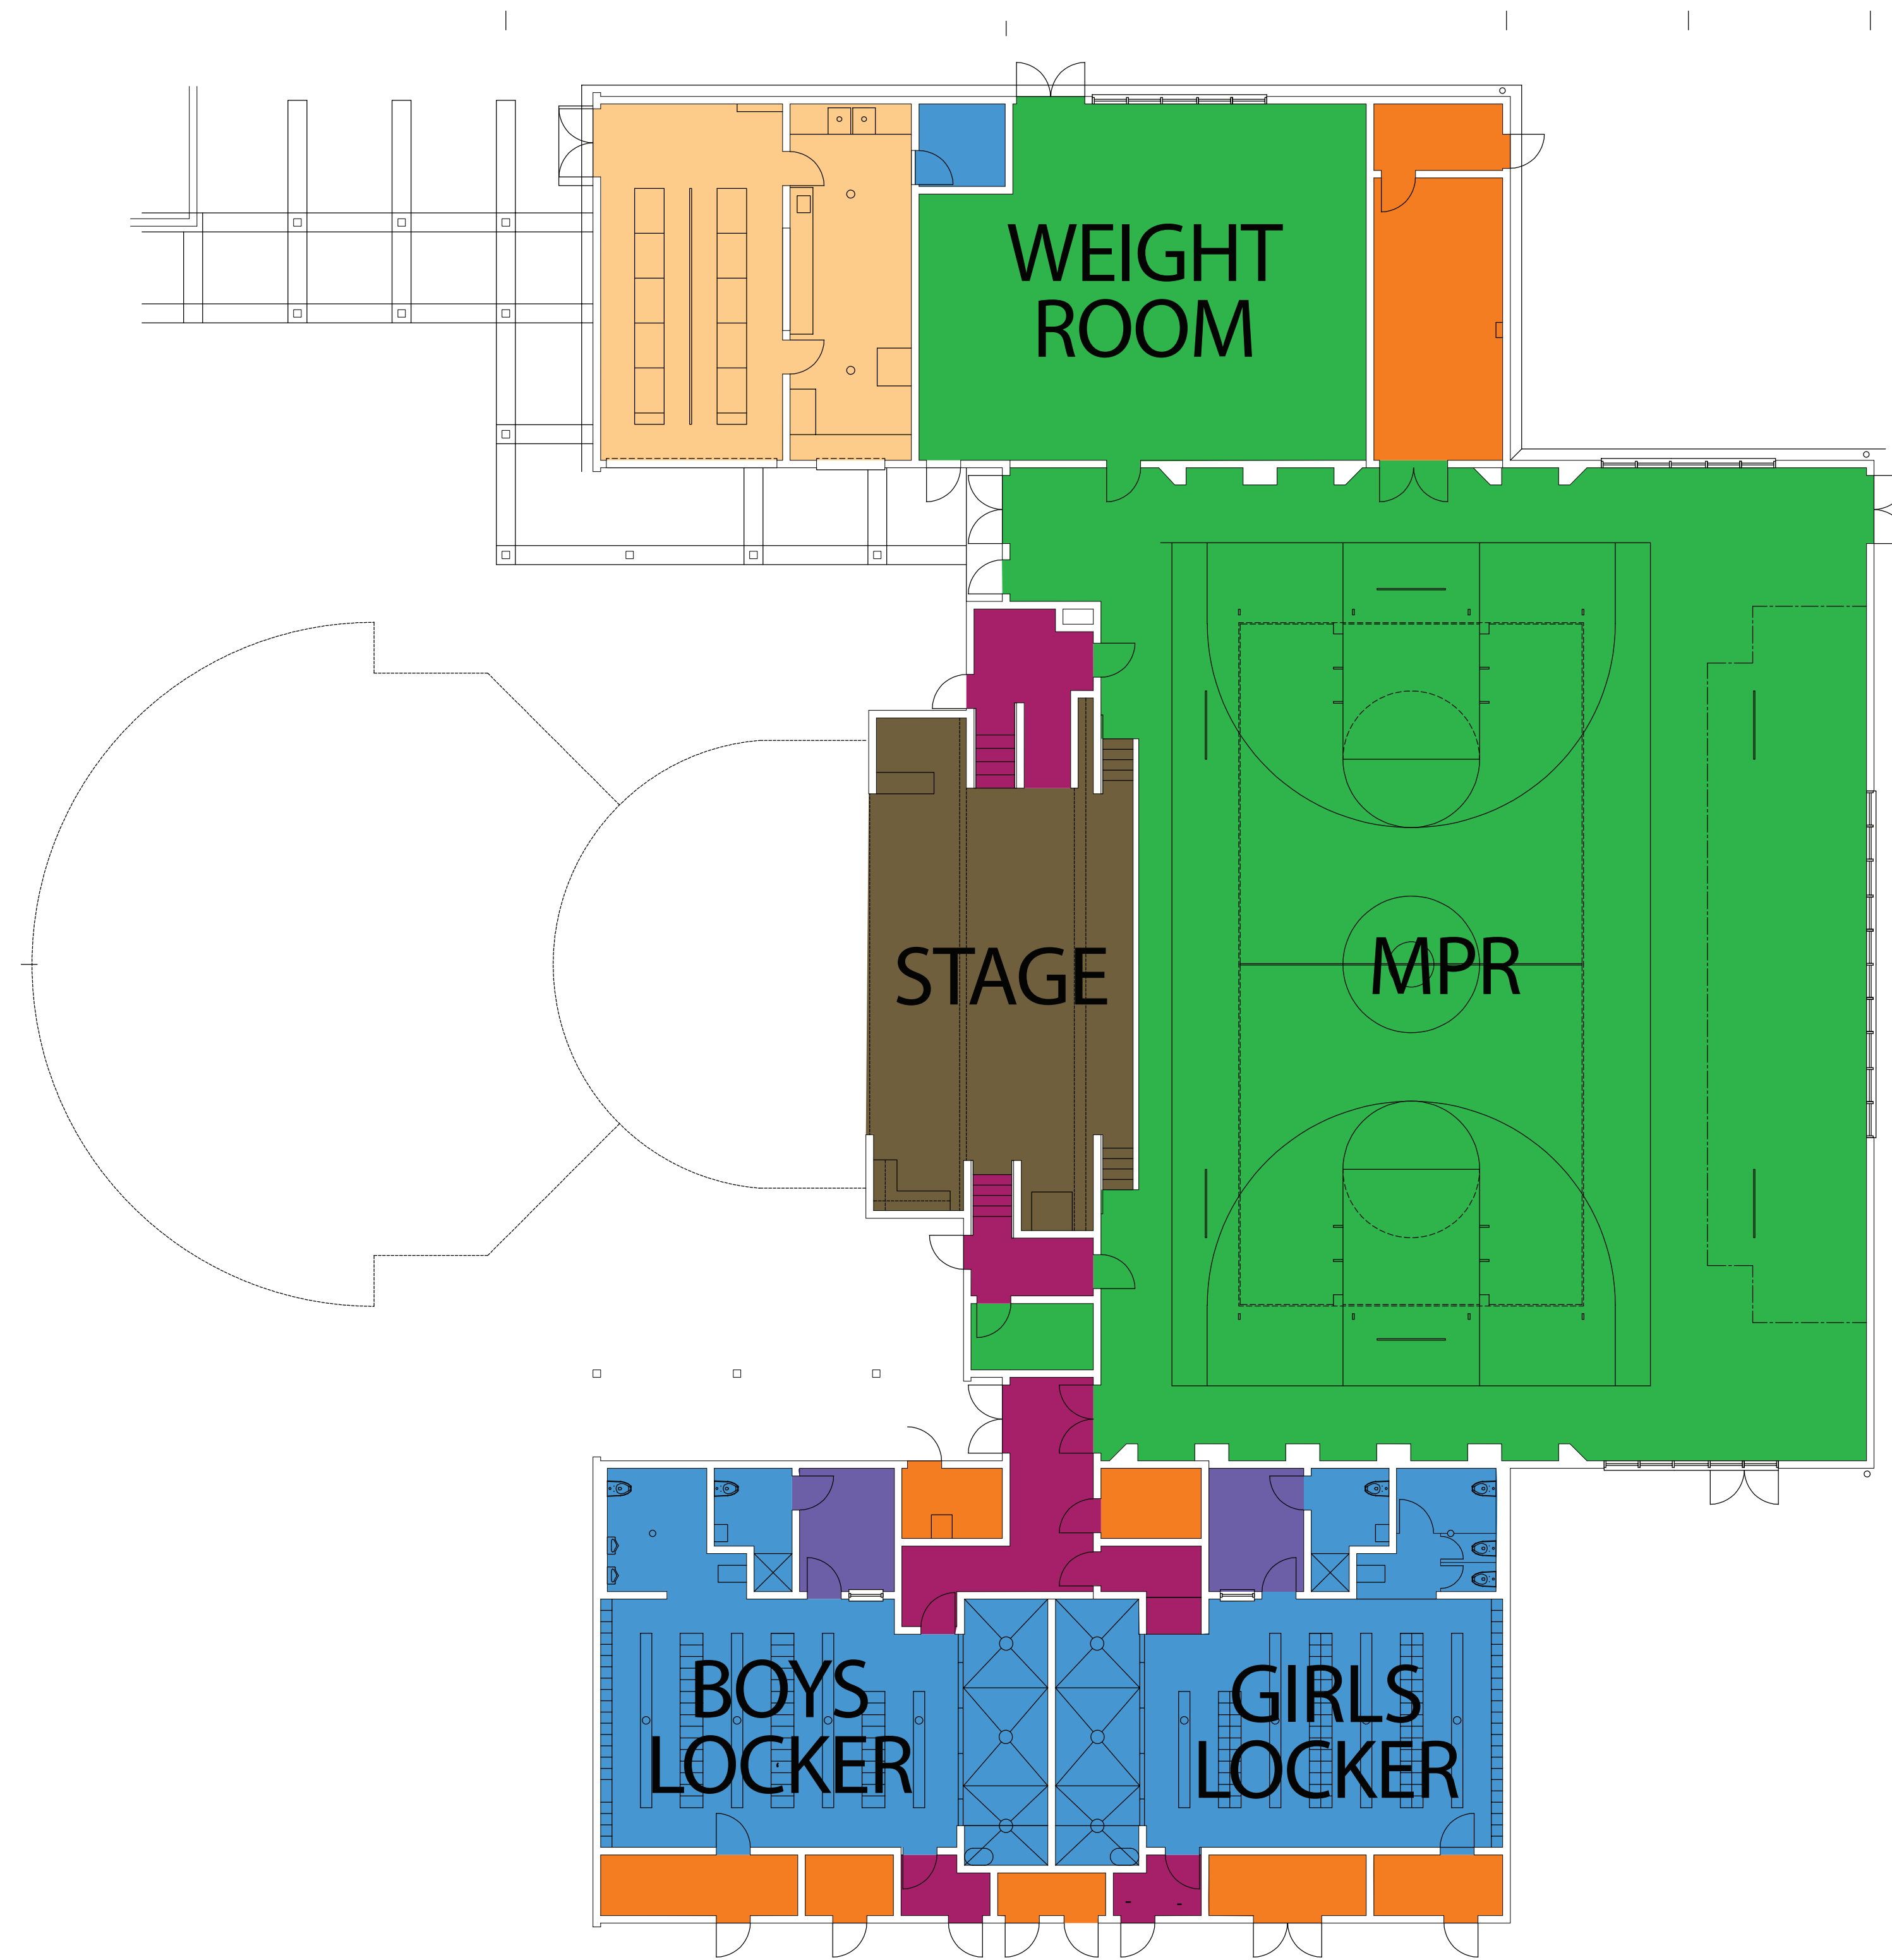 WEIGHT
ROOM
STAGE
MPR
BOYS
LOCKER
GIRLS
LOCKER